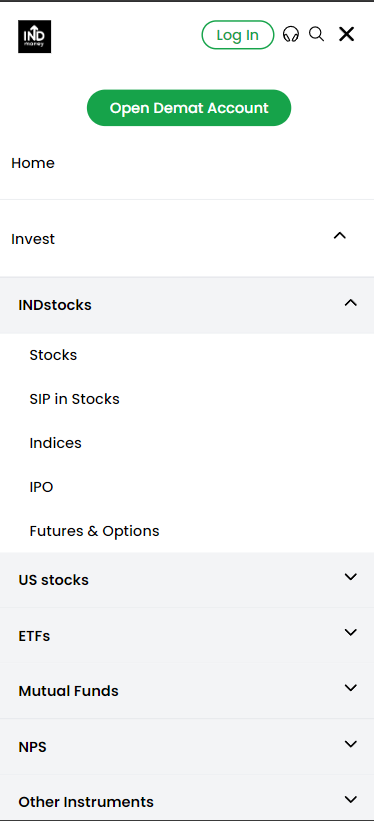 IND
money
Log In
Open Demat Account
Home
Invest
INDstocks
Stocks
SIP in Stocks
Indices
IPO
Futures & Options
US stocks
ETFs
Mutual Funds
NPS
Other Instruments